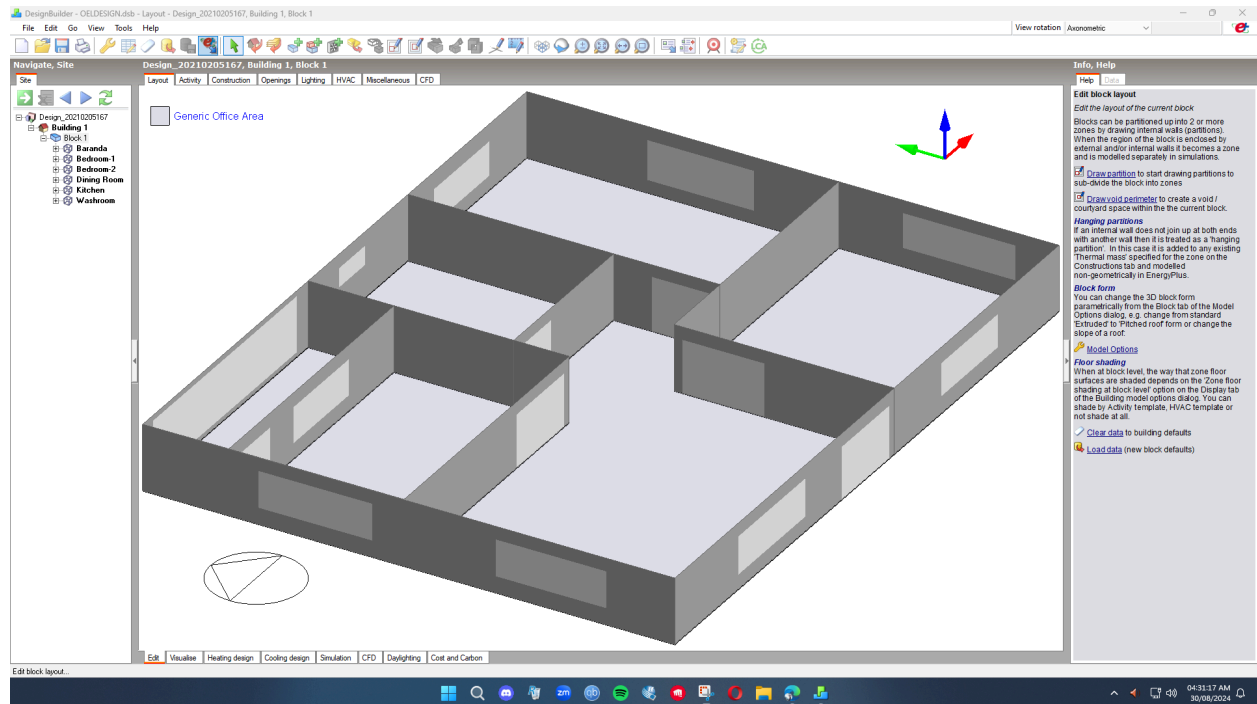 DesignBuilder - OELDESIGN.dsb - Layout - Design_20210205167, Building 1, Block 1
File Edit Go View Tools Help
View rotation Axonometric
Navigate, Site
Site
Design_20210205167
Building 1
Block 1
Baranda
Bedroom-1
Bedroom-2
Dining Room
Kitchen
Washroom
Design_20210205167, Building 1, Block 1
Layout Activity Construction Openings Lighting HVAC Miscellaneous CFD
Generic Office Area
Edit Visualise Heating design Cooling design Simulation CFD Daylighting Cost and Carbon
Info, Help
Help Data
Edit block layout
Edit the layout of the current block
Blocks can be partitioned up into 2 or more
zones by drawing internal walls (partitions).
When the region of the block is enclosed by
external and/or internal walls it becomes a zone
and is modelled separately in simulations.
Draw partition to start drawing partitions to
sub-divide the block into zones
Draw void perimeter to create a void /
courtyard space within the the current block.
Hanging partitions
If an internal wall does not join up at both ends
with another wall then it is treated as a 'hanging
partition'. In this case it is added to any existing
'Thermal mass' specified for the zone on the
Constructions tab and modelled
non-geometrically in EnergyPlus.
Block form
You can change the 3D block form
parametrically from the Block tab of the Model
Options dialog, e.g. change from standard
'Extruded' to 'Pitched roof' form or change the
slope of a roof:
Model Options
Floor shading
When at block level, the way that zone floor
surfaces are shaded depends on the 'Zone floor
shading at block level' option on the Display tab
of the Building model options dialog. You can
shade by Activity template, HVAC template or
not shade at all.
Clear data to building defaults
Load data (new block defaults)
Edit block layout...
zm
qb
04:31:17 AM
30/08/2024